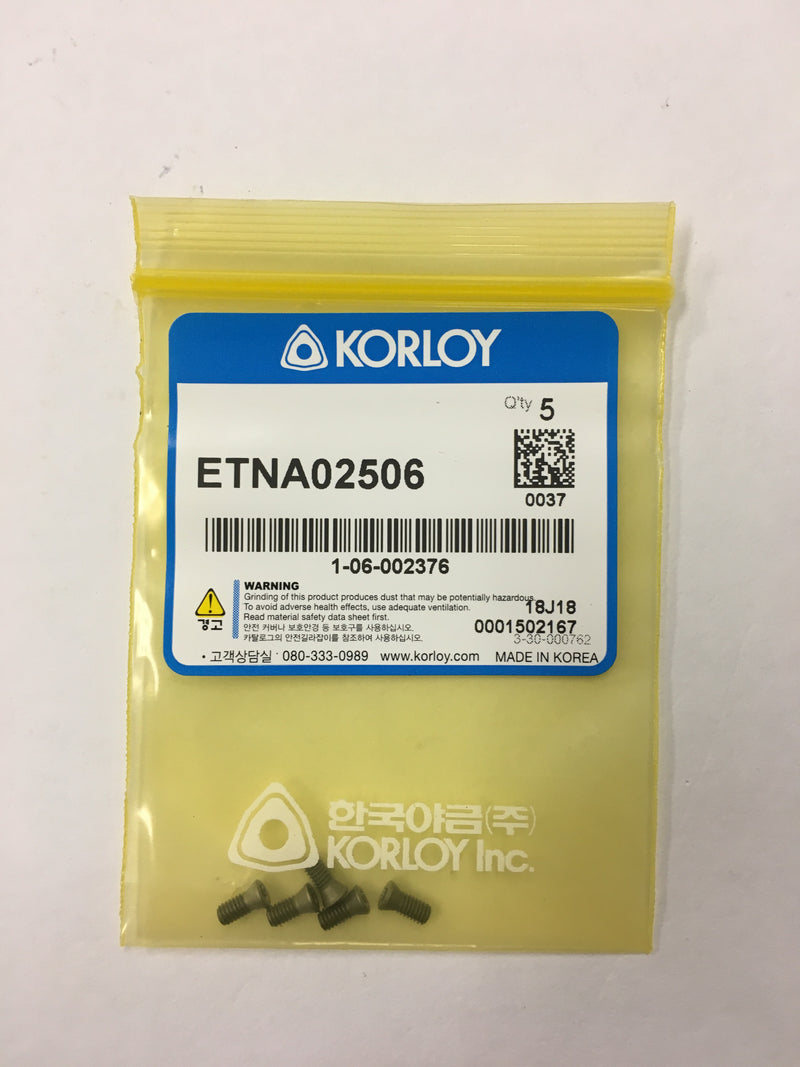 KORLOY
Q'ty 5
ETNA02506
0037
1-06-002376
WARNING
Grinding of this product produces dust that may be potentially hazardous.
To avoid adverse health effects, use adequate ventilation.
Read material safety data sheet first.
안전 커버나 보호안경 등 보호구를 사용하십시오.
카탈로그의 안전길라잡이를 참조하여 사용하십시오.
경고
18J18
0001502167
3-30-000762
• 고객상담실 : 080-333-0989 www.korloy.com MADE IN KOREA
한국야금(주)
KORLOY Inc.